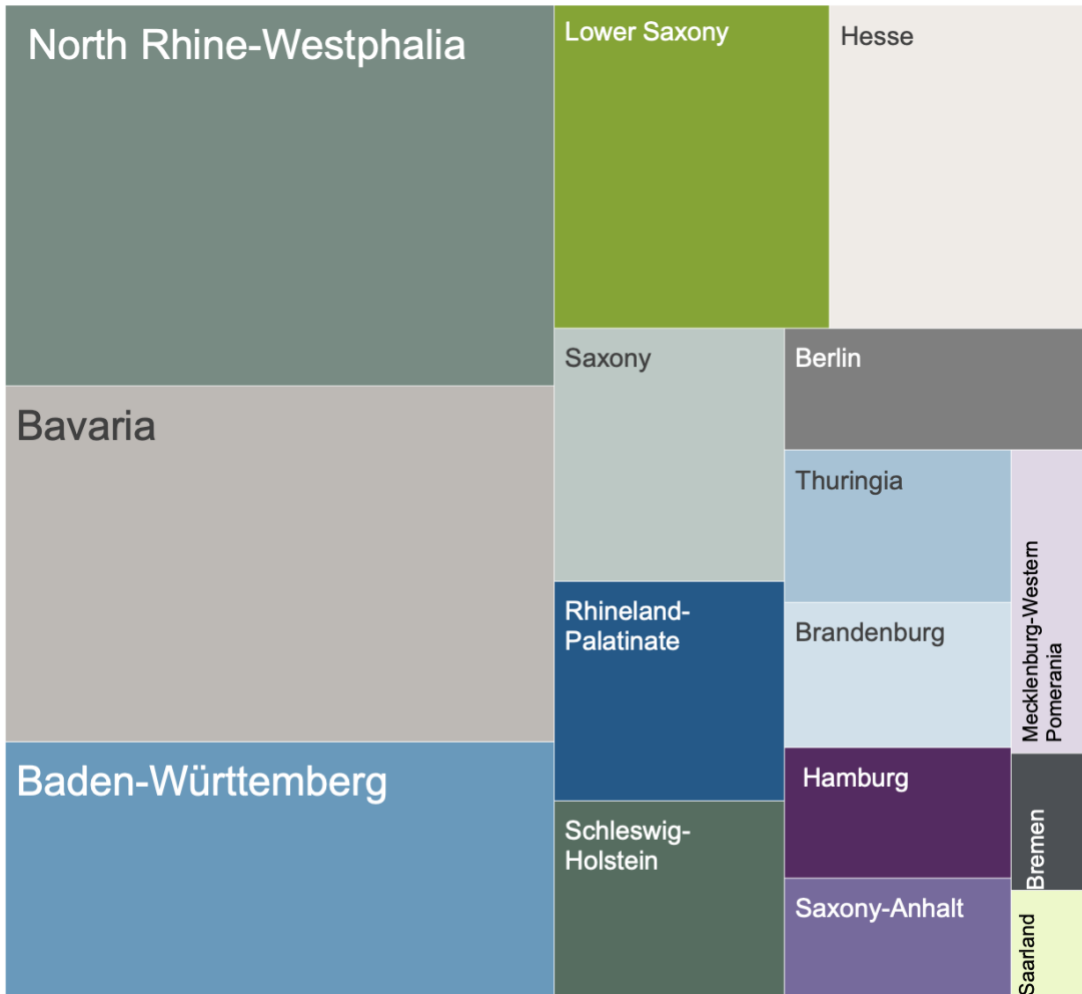 North Rhine-Westphalia
Lower Saxony
Hesse
Bavaria
Saxony
Berlin
Thuringia
Mecklenburg-Western
Pomerania
Rhineland-
Palatinate
Brandenburg
Baden-Württemberg
Hamburg
Bremen
Schleswig-
Holstein
Saxony-Anhalt
Saarland